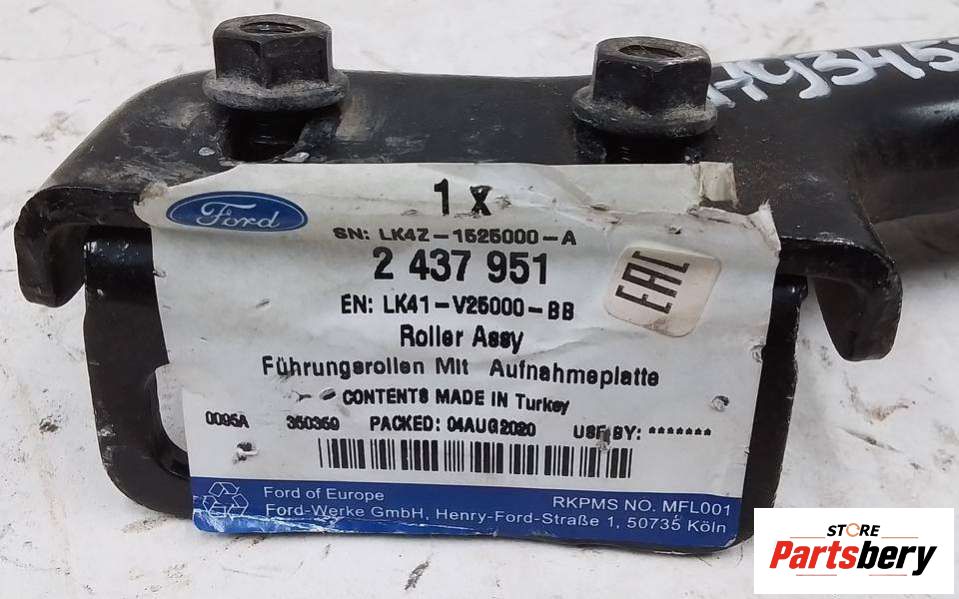 HY3453
Ford
1 X
SN: LK4Z-1525000-A
2 437 951
EAC
EN: LK41-V25000-BB
Roller Assy
Führungsrollen Mit Aufnahmeplatte
CONTENTS MADE IN Turkey
0095A 350359 PACKED: 04AUG2020 USE BY: *******
Ford of Europe
Ford-Werke GmbH, Henry-Ford-Straße 1, 50735 Köln
RKPMS NO. MFL001
STORE
Partsbery